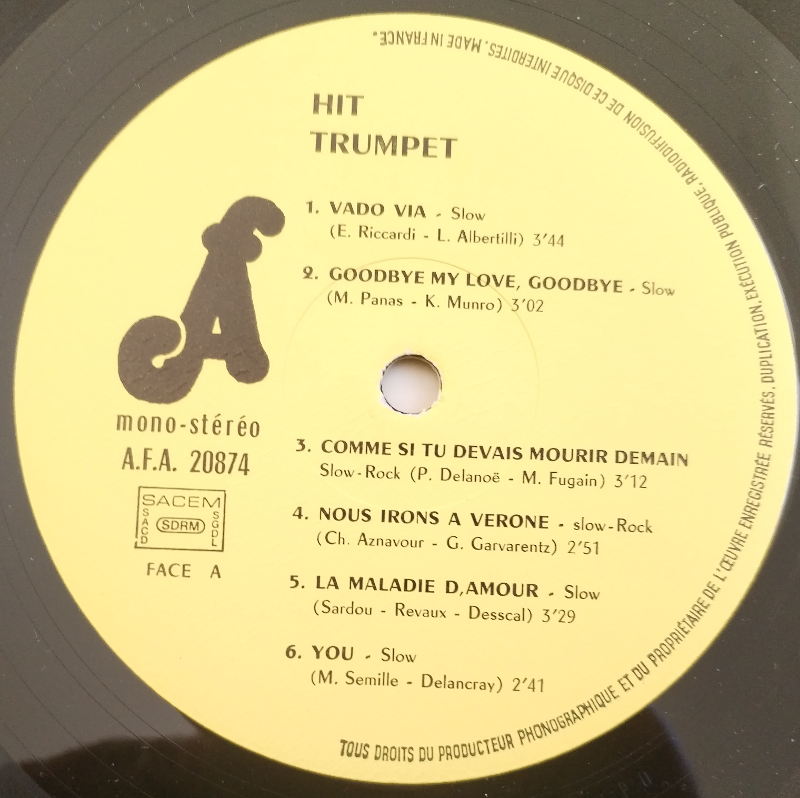 HIT
TRUMPET
1. VADO VIA - Slow
(E. Riccardi - L. Albertilli) 3'44
2. GOODBYE MY LOVE, GOODBYE - Slow
(M. Panas - K. Munro) 3'02
A
mono-stéréo
A.F.A. 20874
SACEM
SACD
SDRM
SGDL
FACE A
3. COMME SI TU DEVAIS MOURIR DEMAIN
Slow-Rock (P. Delanoë - M. Fugain) 3'12
4. NOUS IRONS A VERONE - slow-Rock
(Ch. Aznavour - G. Garvarentz) 2'51
5. LA MALADIE D,AMOUR - Slow
(Sardou - Revaux - Desscal) 3'29
6. YOU - Slow
(M. Semille - Delancray) 2'41
TOUS DROITS DU PRODUCTEUR PHONOGRAPHIQUE ET DU PROPRIÉTAIRE DE L'ŒUVRE ENREGISTRÉE RÉSERVÉS. DUPLICATION, EXÉCUTION PUBLIQUE, RADIODIFFUSION DE CE DISQUE INTERDITES. MADE IN FRANCE.